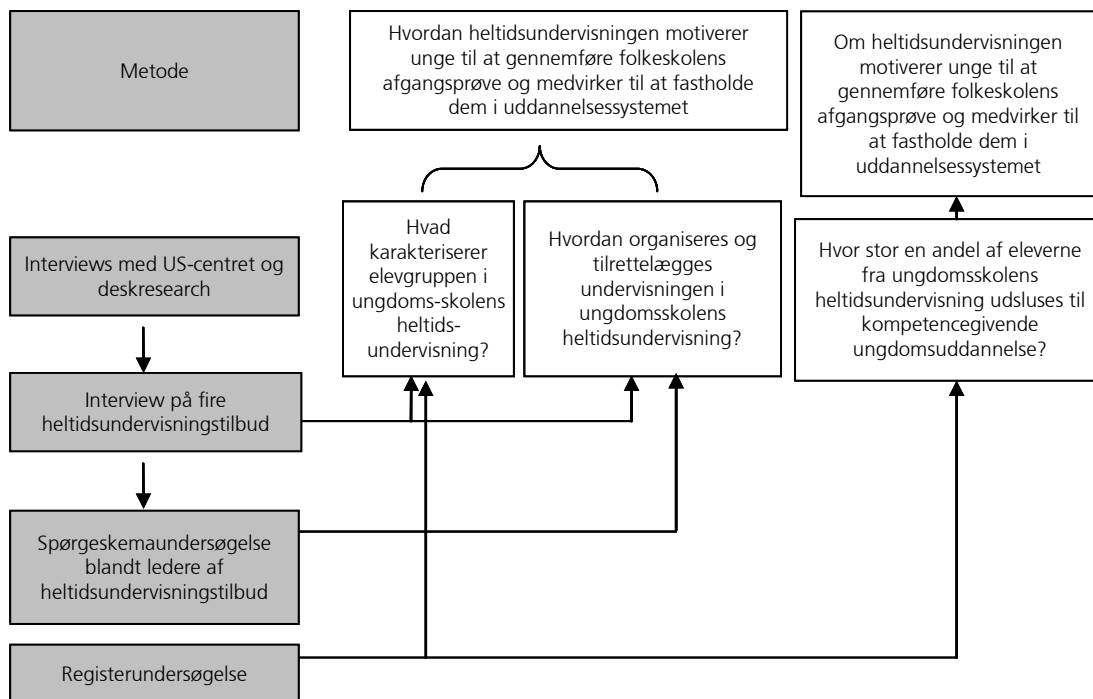 Metode
Hvordan heltidsundervisningen motiverer
unge til at gennemføre folkeskolens
afgangsprøve og medvirker til at fastholde
dem i uddannelsessystemet
Om heltidsundervisningen
motiverer unge til at
gennemføre folkeskolens
afgangsprøve og medvirker til
at fastholde dem i
uddannelsessystemet
Interviews med US-centret og
deskresearch
Hvad
karakteriserer
elevgruppen i
ungdoms-skolens
heltids-
undervisning?
Hvordan organiseres og
tilrettelægges
undervisningen i
ungdomsskolens
heltidsundervisning?
Hvor stor en andel af eleverne
fra ungdomsskolens
heltidsundervisning udsluses til
kompetencegivende
ungdomsuddannelse?
Interview på fire
heltidsundervisningstilbud
Spørgeskemaundersøgelse
blandt ledere af
heltidsundervisningstilbud
Registerundersøgelse